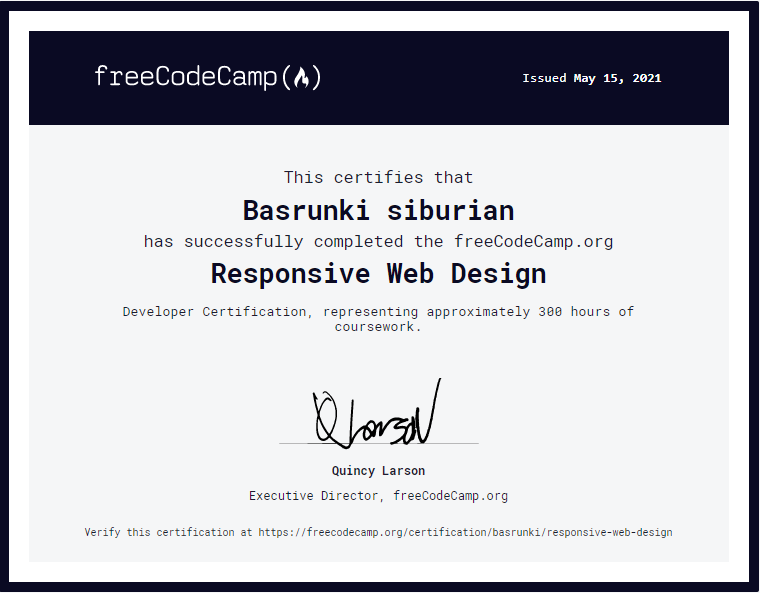 freeCodeCamp(🔥)
Issued May 15, 2021
This certifies that
Basrunki siburian
has successfully completed the freeCodeCamp.org
Responsive Web Design
Developer Certification, representing approximately 300 hours of
coursework.
Q Larson
Quincy Larson
Executive Director, freeCodeCamp.org
Verify this certification at https://freecodecamp.org/certification/basrunki/responsive-web-design